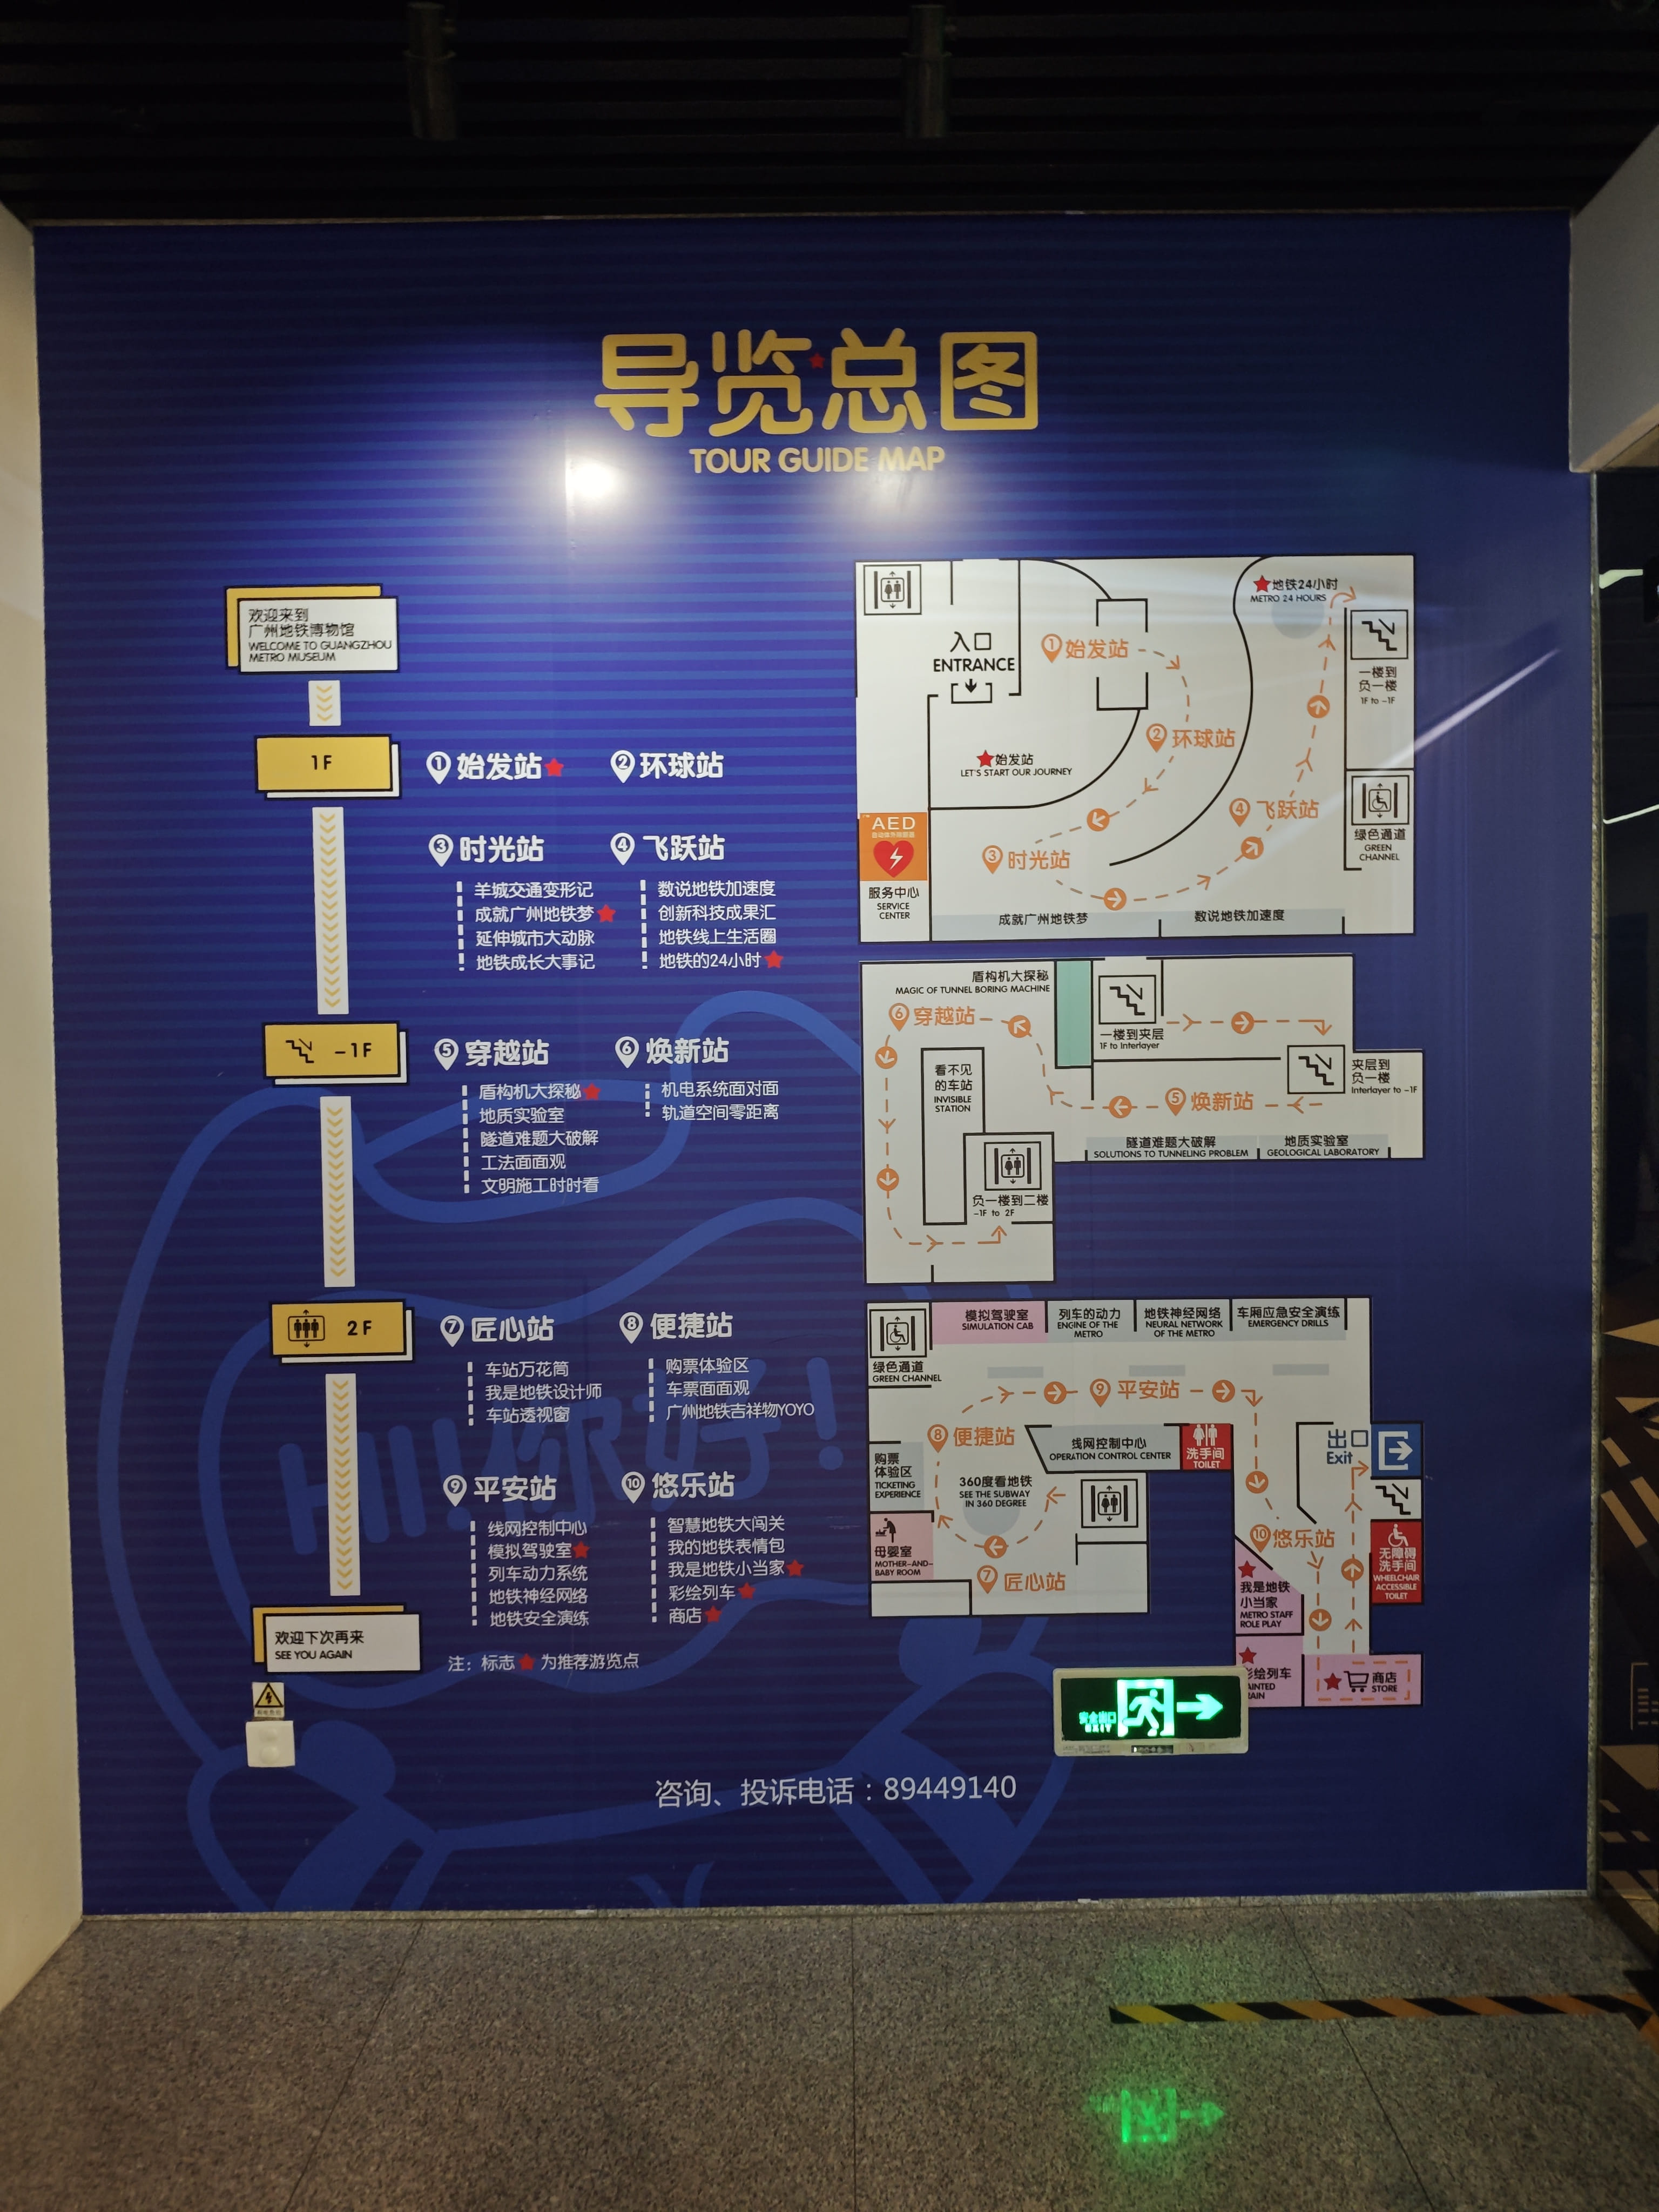 导览总图
TOUR GUIDE MAP
欢迎来到
广州地铁博物馆
WELCOME TO GUANGZHOU
METRO MUSEUM
1F
1 始发站
2 环球站
3 时光站
羊城交通变形记
成就广州地铁梦
延伸城市大动脉
地铁成长大事记
4 飞跃站
数说地铁加速度
创新科技成果汇
地铁线上生活圈
地铁的24小时
-1F
5 穿越站
盾构机大探秘
地质实验室
隧道难题大破解
工法面面观
文明施工时时看
6 焕新站
机电系统面对面
轨道空间零距离
2F
7 匠心站
车站万花筒
我是地铁设计师
车站透视窗
8 便捷站
购票体验区
车票面面观
广州地铁吉祥物YOYO
9 平安站
线网控制中心
模拟驾驶室
列车动力系统
地铁神经网络
地铁安全演练
10 悠乐站
智慧地铁大闯关
我的地铁表情包
我是地铁小当家
彩绘列车
商店
欢迎下次再来
SEE YOU AGAIN
注：标志★为推荐游览点
HI!你好!
入口
ENTRANCE
1 始发站
★地铁24小时
METRO 24 HOURS
一楼到
负一楼
1F to -1F
2 环球站
★始发站
LET'S START OUR JOURNEY
4 飞跃站
3 时光站
AED
服务中心
SERVICE
CENTER
绿色通道
GREEN
CHANNEL
成就广州地铁梦
数说地铁加速度
盾构机大探秘
MAGIC OF TUNNEL BORING MACHINE
6 穿越站
一楼到夹层
1F to Interlayer
看不见
的车站
INVISIBLE
STATION
夹层到
负一楼
Interlayer to -1F
5 焕新站
隧道难题大破解
SOLUTIONS TO TUNNELING PROBLEM
地质实验室
GEOLOGICAL LABORATORY
负一楼到二楼
-1F to 2F
绿色通道
GREEN CHANNEL
模拟驾驶室
SIMULATION CAB
列车的动力
ENGINE OF THE
METRO
地铁神经网络
NEURAL NETWORK
OF THE METRO
车厢应急安全演练
EMERGENCY DRILLS
9 平安站
8 便捷站
线网控制中心
OPERATION CONTROL CENTER
洗手间
TOILET
出口
Exit
购票
体验区
TICKETING
EXPERIENCE
360度看地铁
SEE THE SUBWAY
IN 360 DEGREE
母婴室
MOTHER-AND-
BABY ROOM
7 匠心站
10 悠乐站
我是地铁
小当家
METRO STAFF
ROLE PLAY
无障碍
洗手间
WHEELCHAIR
ACCESSIBLE
TOILET
彩绘列车
商店
STORE
安全出口
EXIT
咨询、投诉电话：89449140